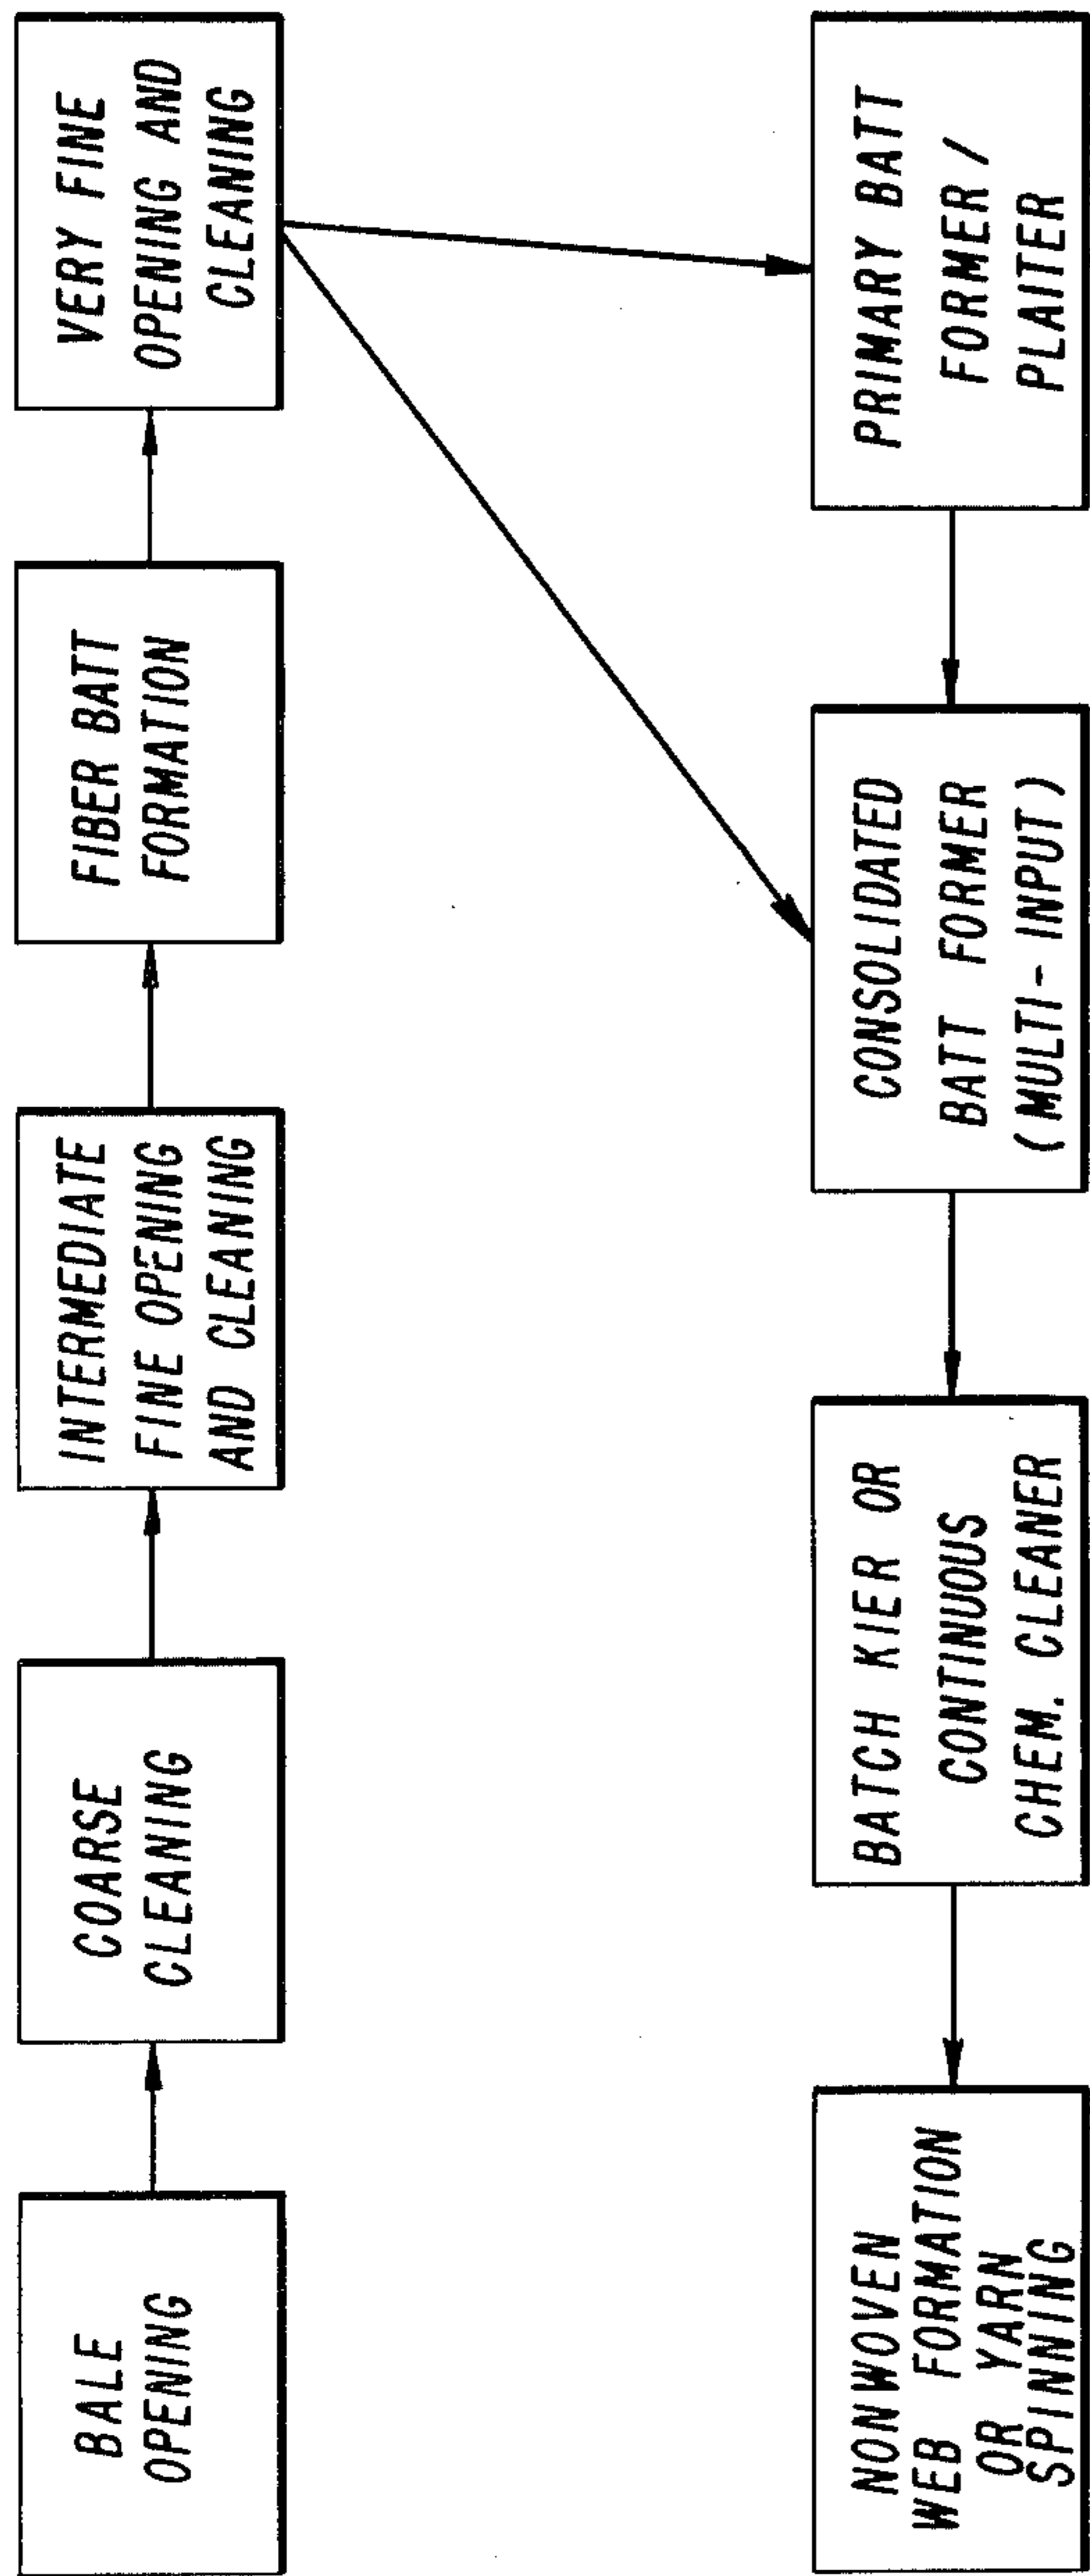 BALE
OPENING
COARSE
CLEANING
INTERMEDIATE
FINE OPENING
AND CLEANING
FIBER BATT
FORMATION
VERY FINE
OPENING AND
CLEANING
PRIMARY BATT
FORMER /
PLAITER
CONSOLIDATED
BATT FORMER
(MULTI-INPUT)
BATCH KIER OR
CONTINUOUS
CHEM. CLEANER
NONWOVEN
WEB FORMATION
OR YARN
SPINNING